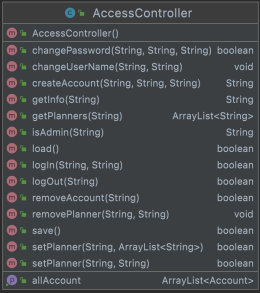 AccessController
AccessController()
changePassword(String, String, String) boolean
changeUserName(String, String) void
createAccount(String, String, String) String
getInfo(String) String
getPlanners(String) ArrayList<String>
isAdmin(String) String
load() boolean
logIn(String, String) boolean
logOut(String) boolean
removeAccount(String) boolean
removePlanner(String, String) void
save() boolean
setPlanner(String, ArrayList<String>) boolean
setPlanner(String, String) boolean
allAccount ArrayList<Account>